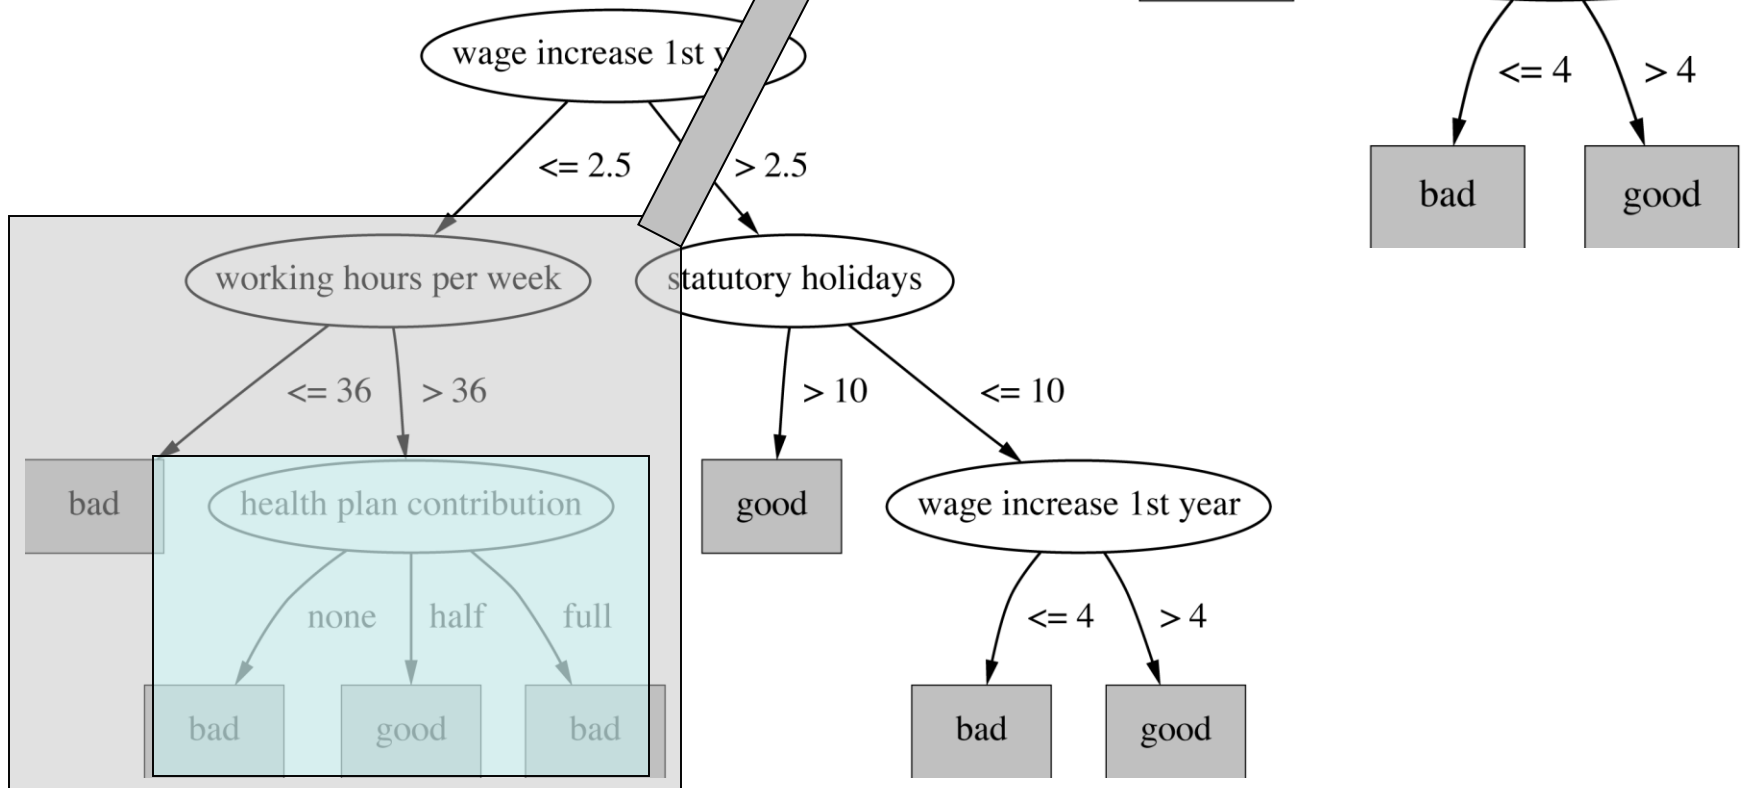 wage increase 1st
<= 4
> 4
<= 2.5
> 2.5
bad
good
working hours per week
statutory holidays
<= 36
> 36
> 10
<= 10
bad
health plan contribution
good
wage increase 1st year
none
half
full
<= 4
> 4
bad
good
bad
bad
good